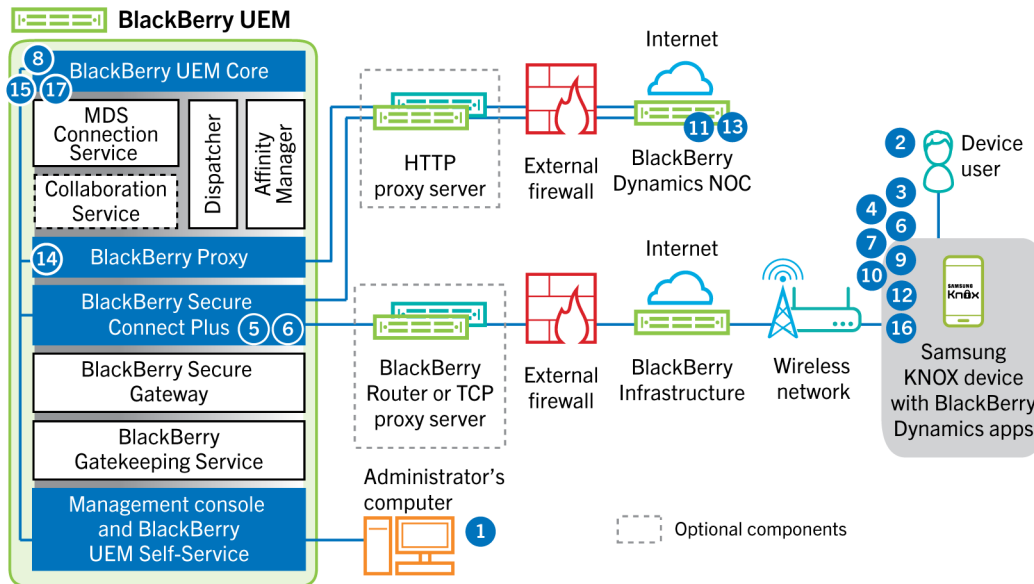 BlackBerry UEM
8
BlackBerry UEM Core
15
17
MDS
Connection
Service
Collaboration
Service
Dispatcher
Affinity
Manager
14
BlackBerry Proxy
BlackBerry Secure
Connect Plus
5
6
BlackBerry Secure
Gateway
BlackBerry
Gatekeeping Service
Management console
and BlackBerry
UEM Self-Service
HTTP
proxy server
External
firewall
Internet
11
13
BlackBerry
Dynamics NOC
BlackBerry
Router or TCP
proxy server
External
firewall
Internet
BlackBerry
Infrastructure
Wireless
network
2
Device
user
3
4
6
7
9
10
12
16
SAMSUNG
Knox
Samsung
KNOX device
with BlackBerry
Dynamics apps
Administrator's
computer
1
Optional components